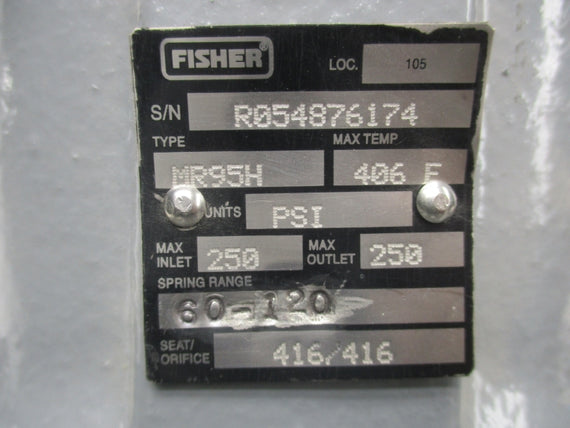 FISHER®
LOC. 105
S/N R054876174
TYPE MAX TEMP
MR95H 406 F
UNITS PSI
MAX INLET 250 MAX OUTLET 250
SPRING RANGE
60-120
SEAT/ORIFICE 416/416